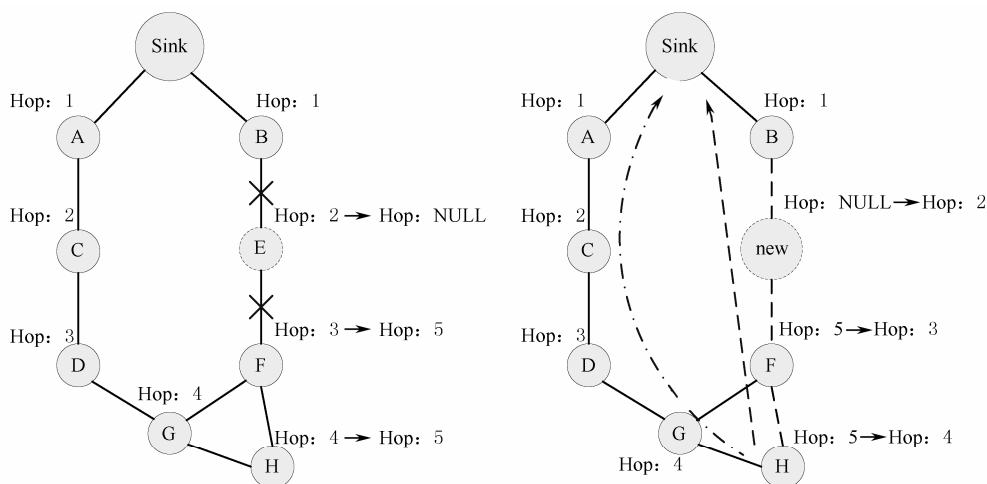 Sink
Hop: 1
Hop: 1
A
B
Hop: 2
Hop: 2 → Hop: NULL
C
E
Hop: 3
Hop: 3 → Hop: 5
D
F
Hop: 4
G
Hop: 4 → Hop: 5
H
Sink
Hop: 1
Hop: 1
A
B
Hop: NULL→Hop: 2
Hop: 2
C
new
Hop: 3
Hop: 5→Hop: 3
D
F
G
Hop: 5→Hop: 4
Hop: 4
H